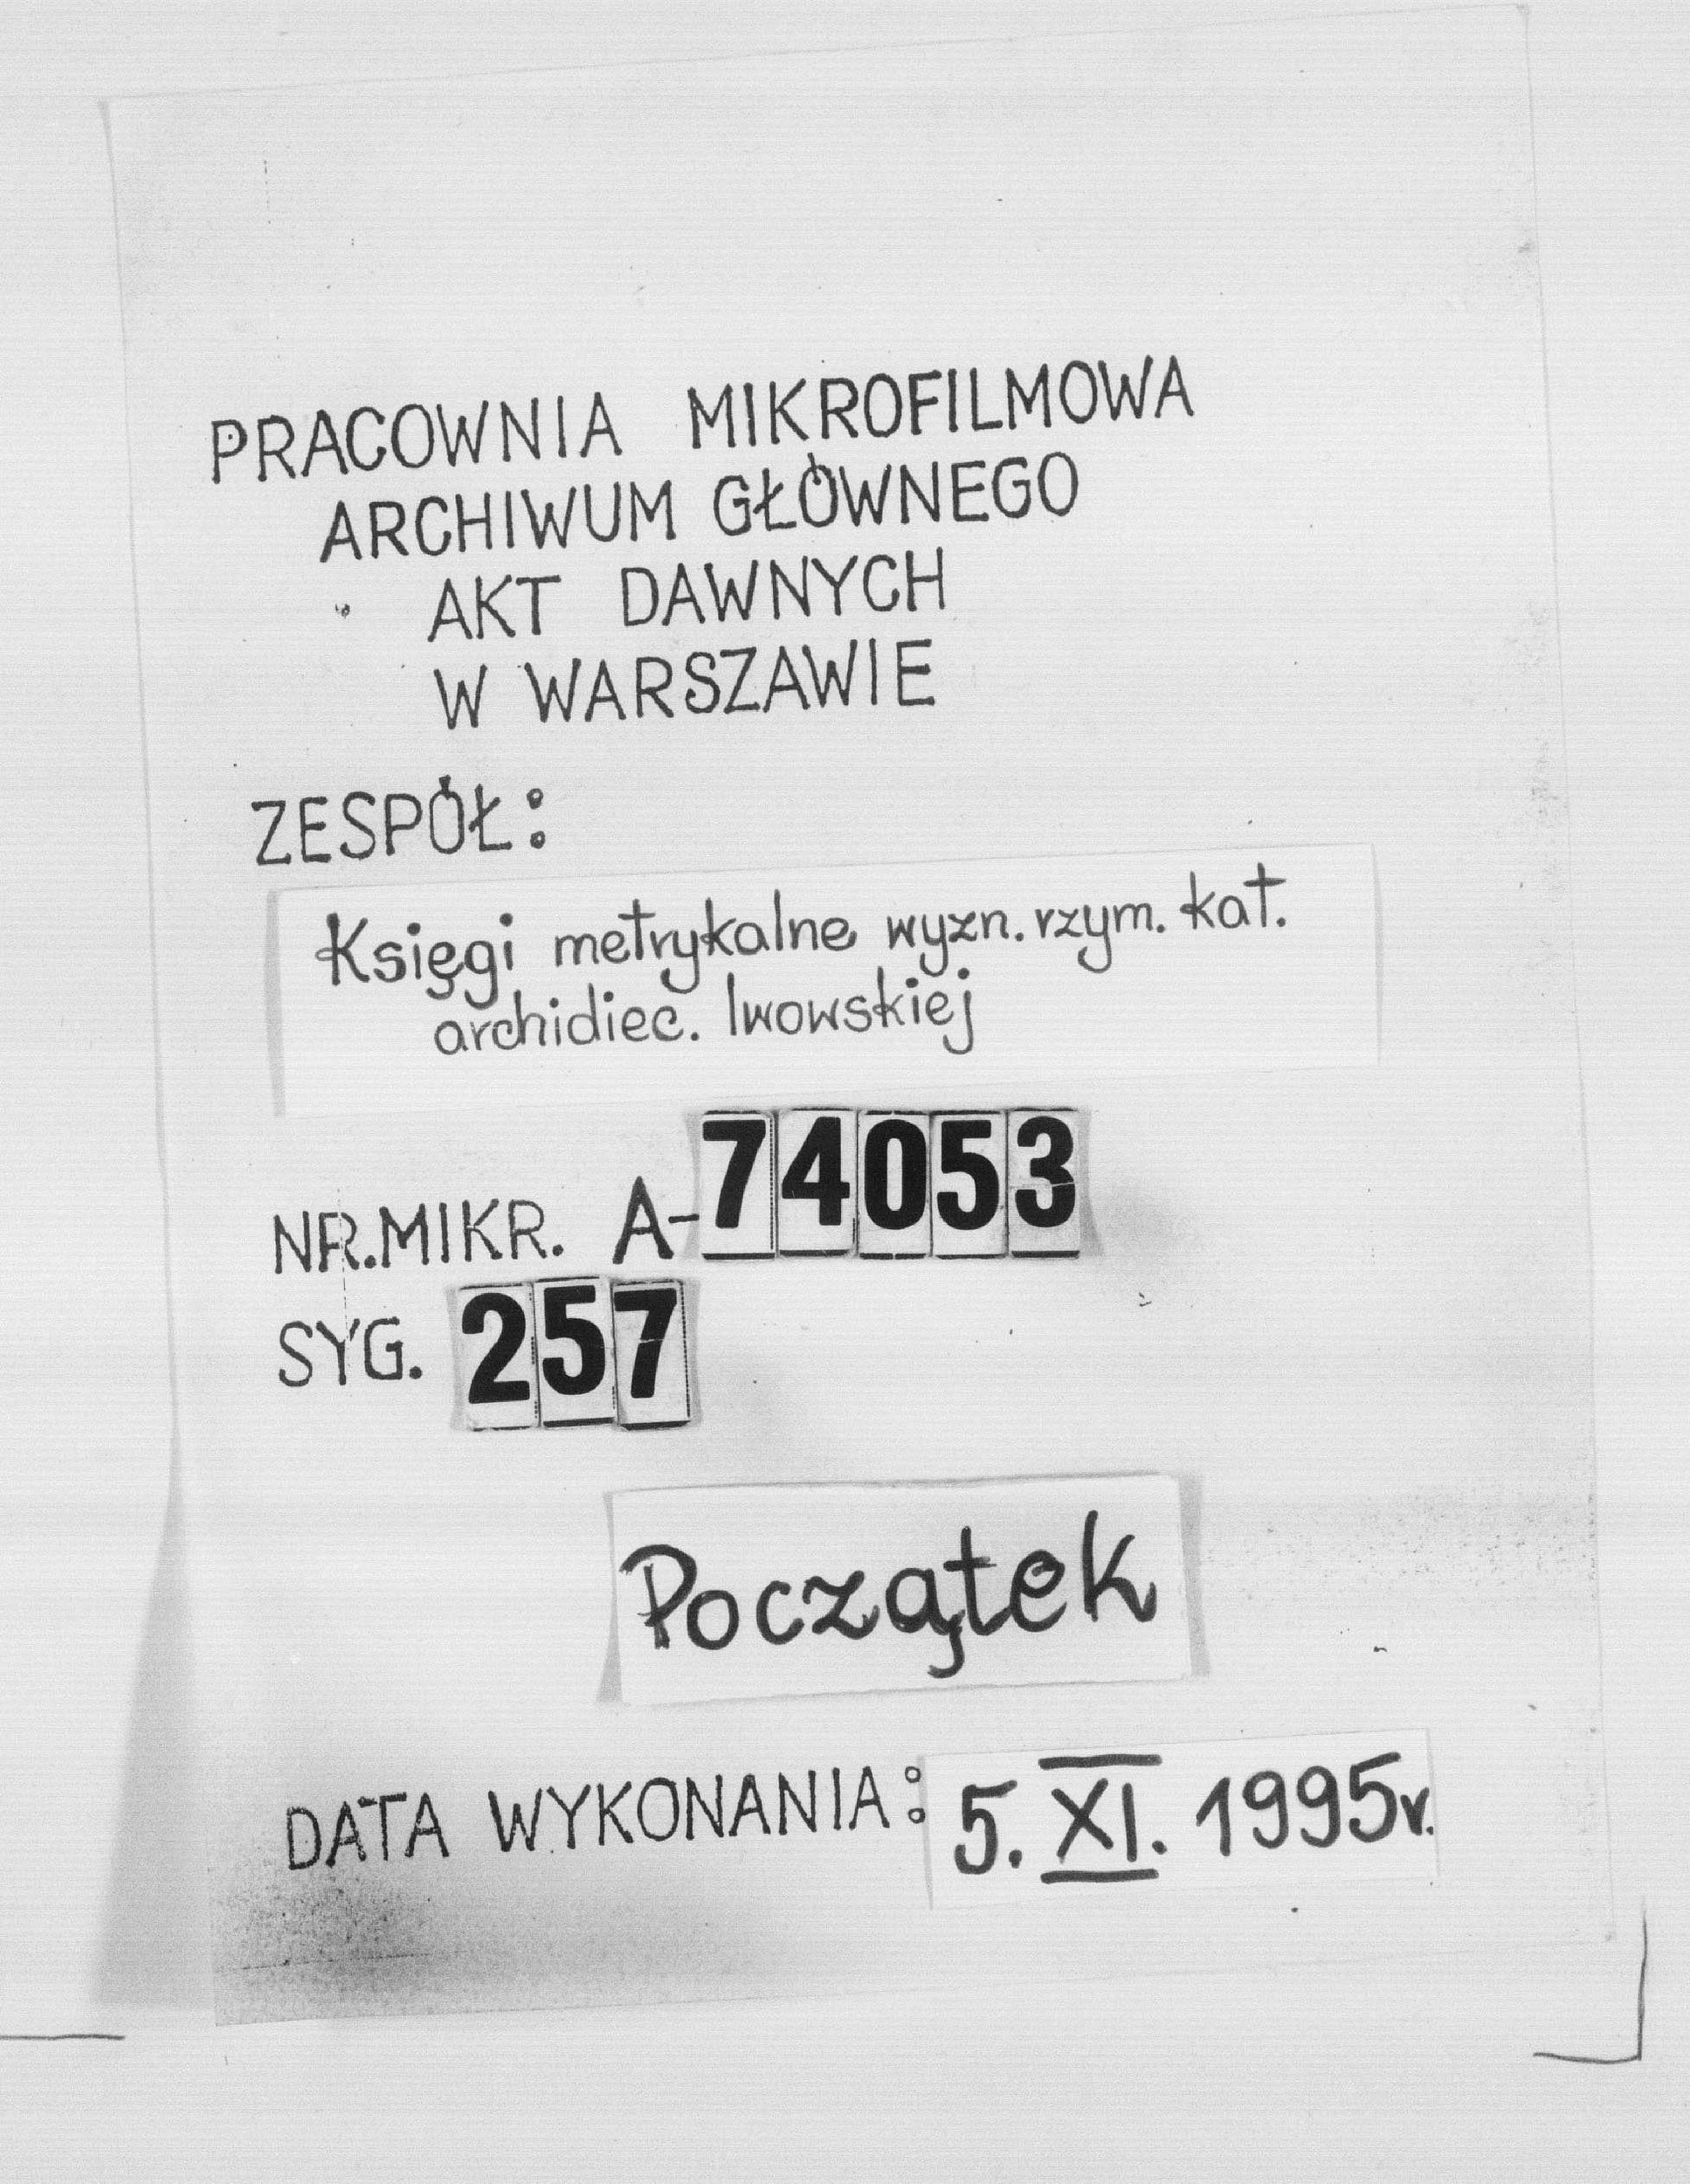 PRACOWNIA MIKROFILMOWA
ARCHIWUM GŁÓWNEGO
AKT DAWNYCH
W WARSZAWIE
ZESPÓŁ:
Księgi metrykalne wyzn. rzym. kat.
archidiec. lwowskiej
NR.MIKR. A-74053
SYG. 257
Początek
DATA WYKONANIA: 5. XI. 1995r.